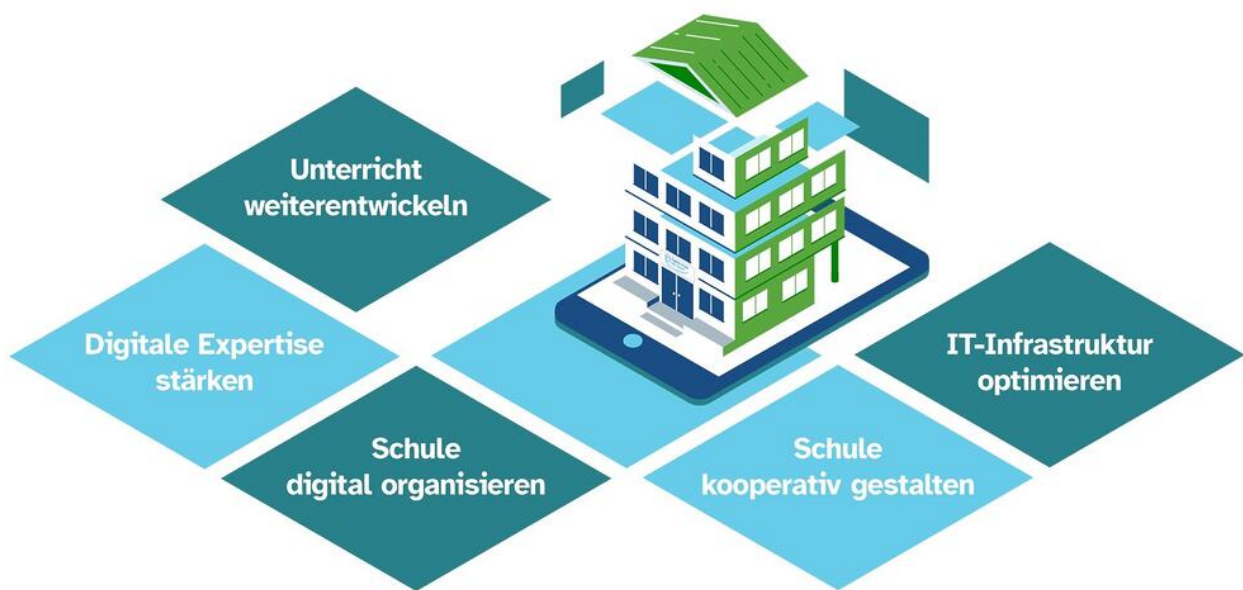 Unterricht
weiterentwickeln
Digitale Expertise
stärken
IT-Infrastruktur
optimieren
Schule
digital organisieren
Schule
kooperativ gestalten